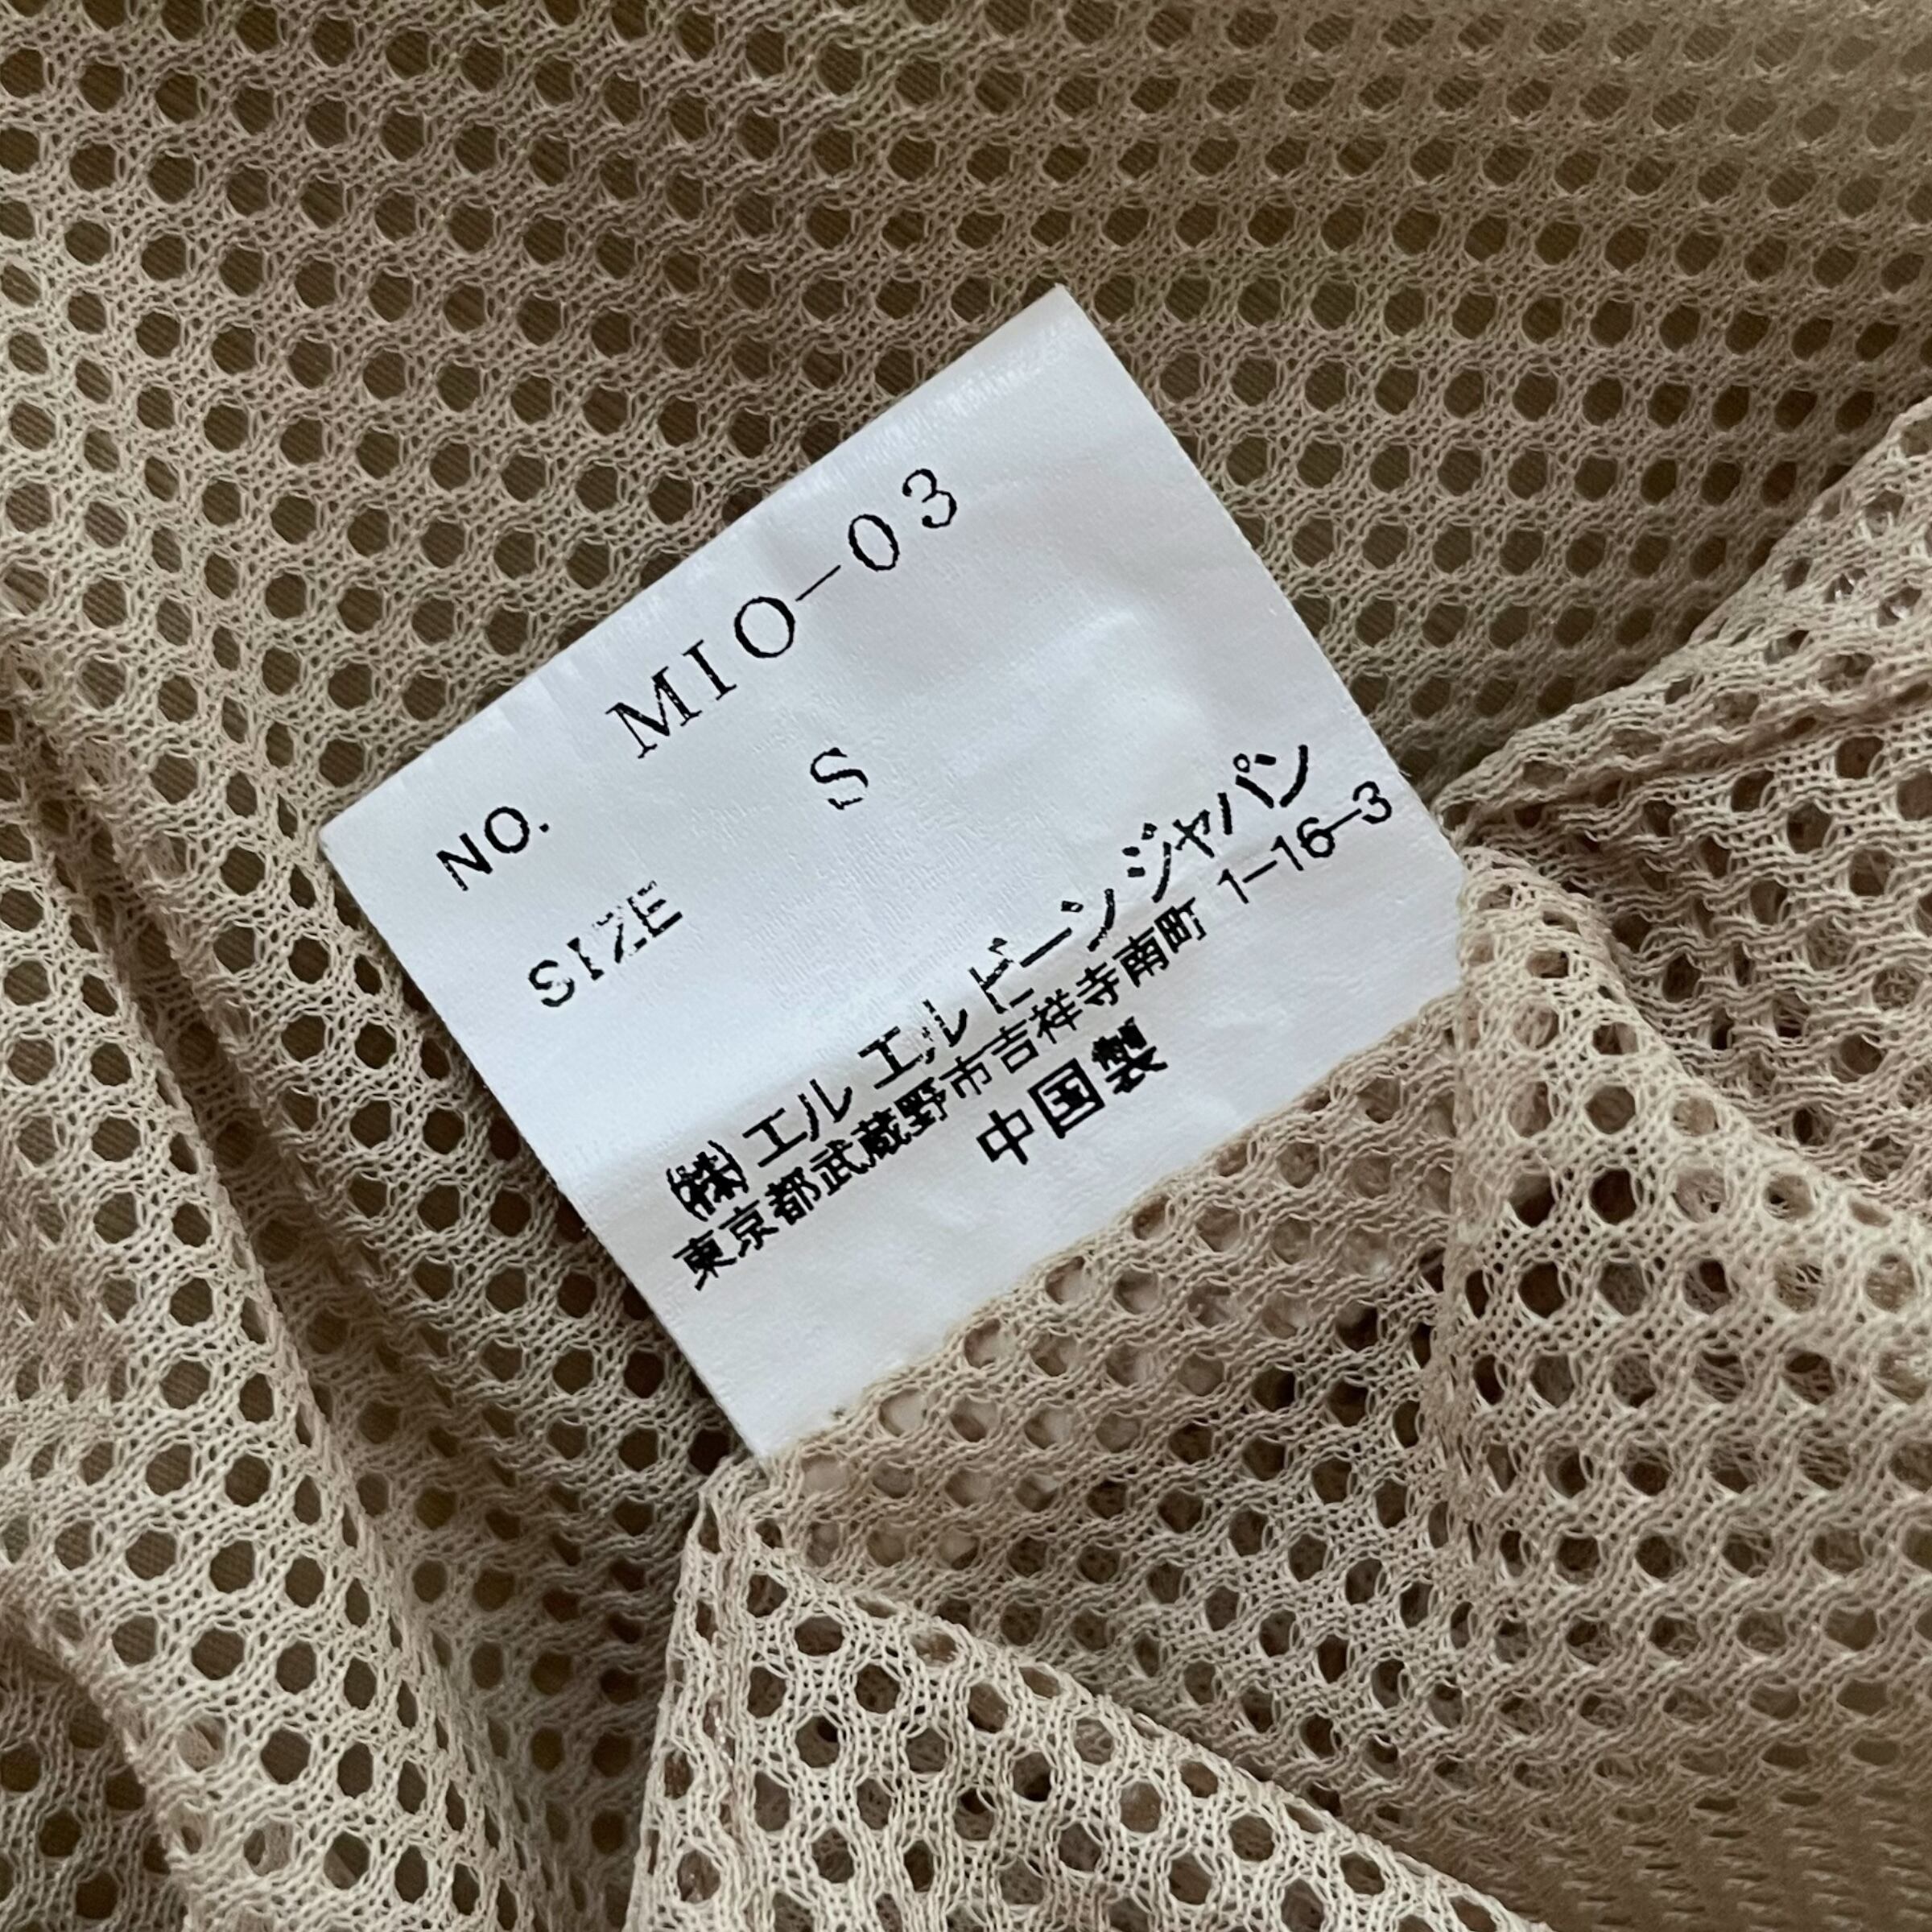 NO. MIO-03
SIZE S
(株)エル エル ビーン ジャパン
東京都武蔵野市吉祥寺南町 1-16-3
中国製